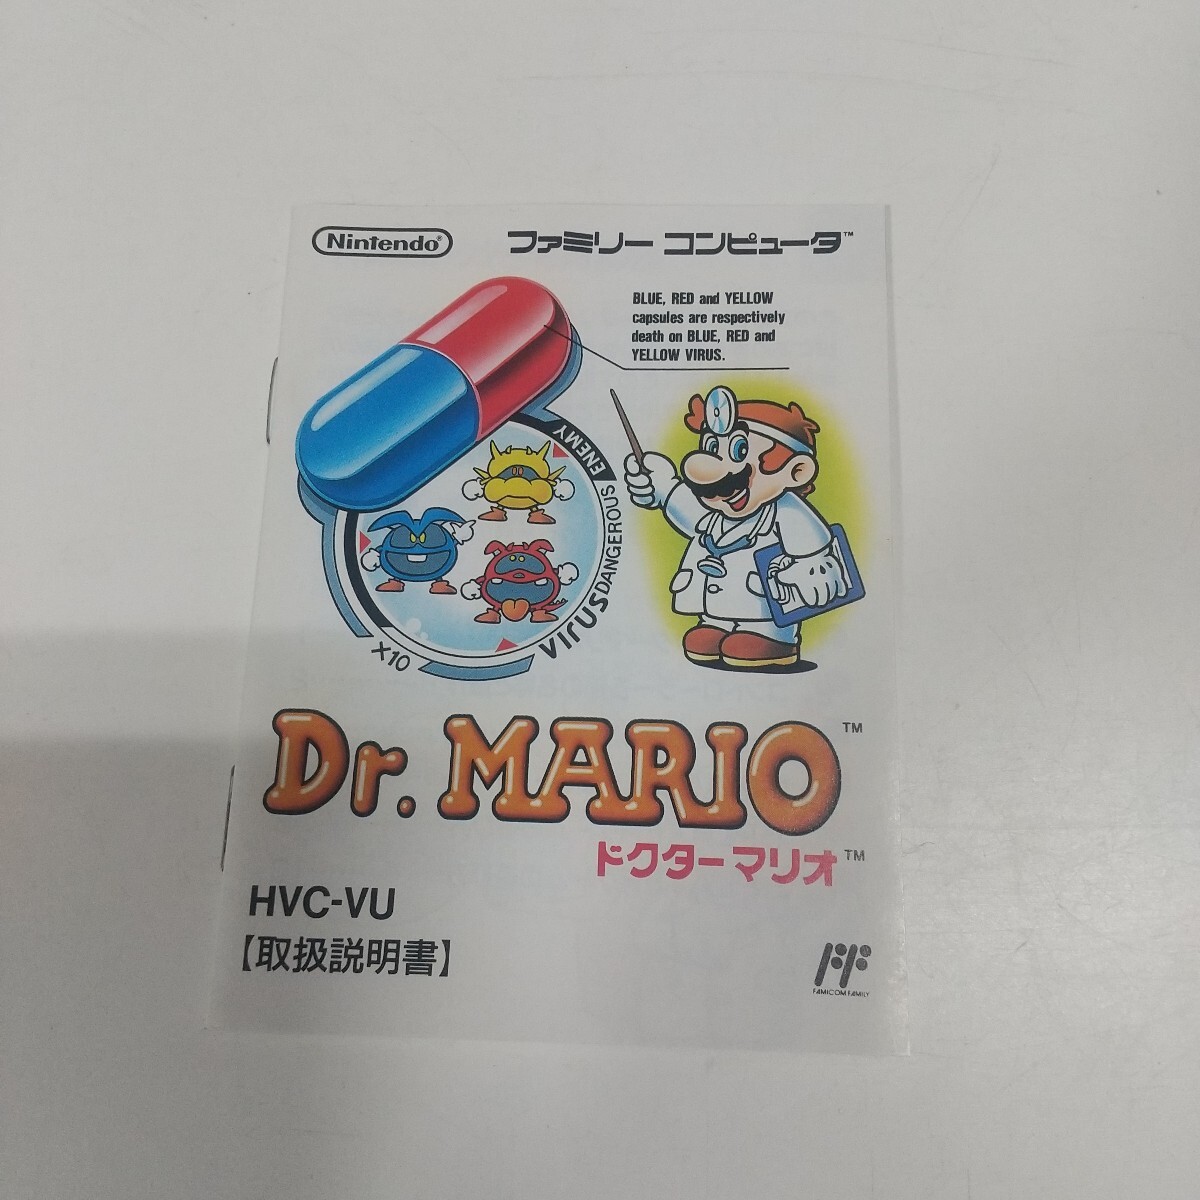 Nintendo®
ファミリー コンピュータ™
BLUE, RED and YELLOW
capsules are respectively
death on BLUE, RED and
YELLOW VIRUS.
ENEMY
DANGEROUS
VIRUS
X10
Dr. MARIO™
ドクターマリオ™
HVC-VU
【取扱説明書】
FF
FAMICOM FAMILY